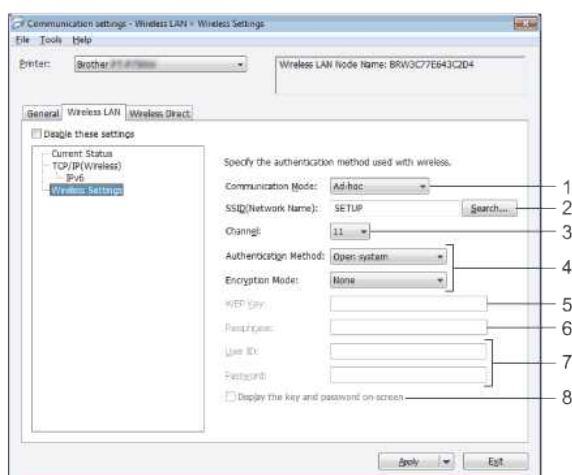 Communication settings - Wireless LAN > Wireless Settings
File Tools Help
Printer: Brother
Wireless LAN Node Name: BRW3C77E643C2D4
General Wireless LAN Wireless Direct
Disable these settings
Current Status
TCP/IP(Wireless)
IPv6
Wireless Settings
Specify the authentication method used with wireless.
Communication Mode: Ad-hoc 1
SSID(Network Name): SETUP Search... 2
Channel: 11 3
Authentication Method: Open system
4
Encryption Mode: None
WEP Key: 5
Passphrase: 6
User ID:
7
Password:
Display the key and password on-screen 8
Apply Exit